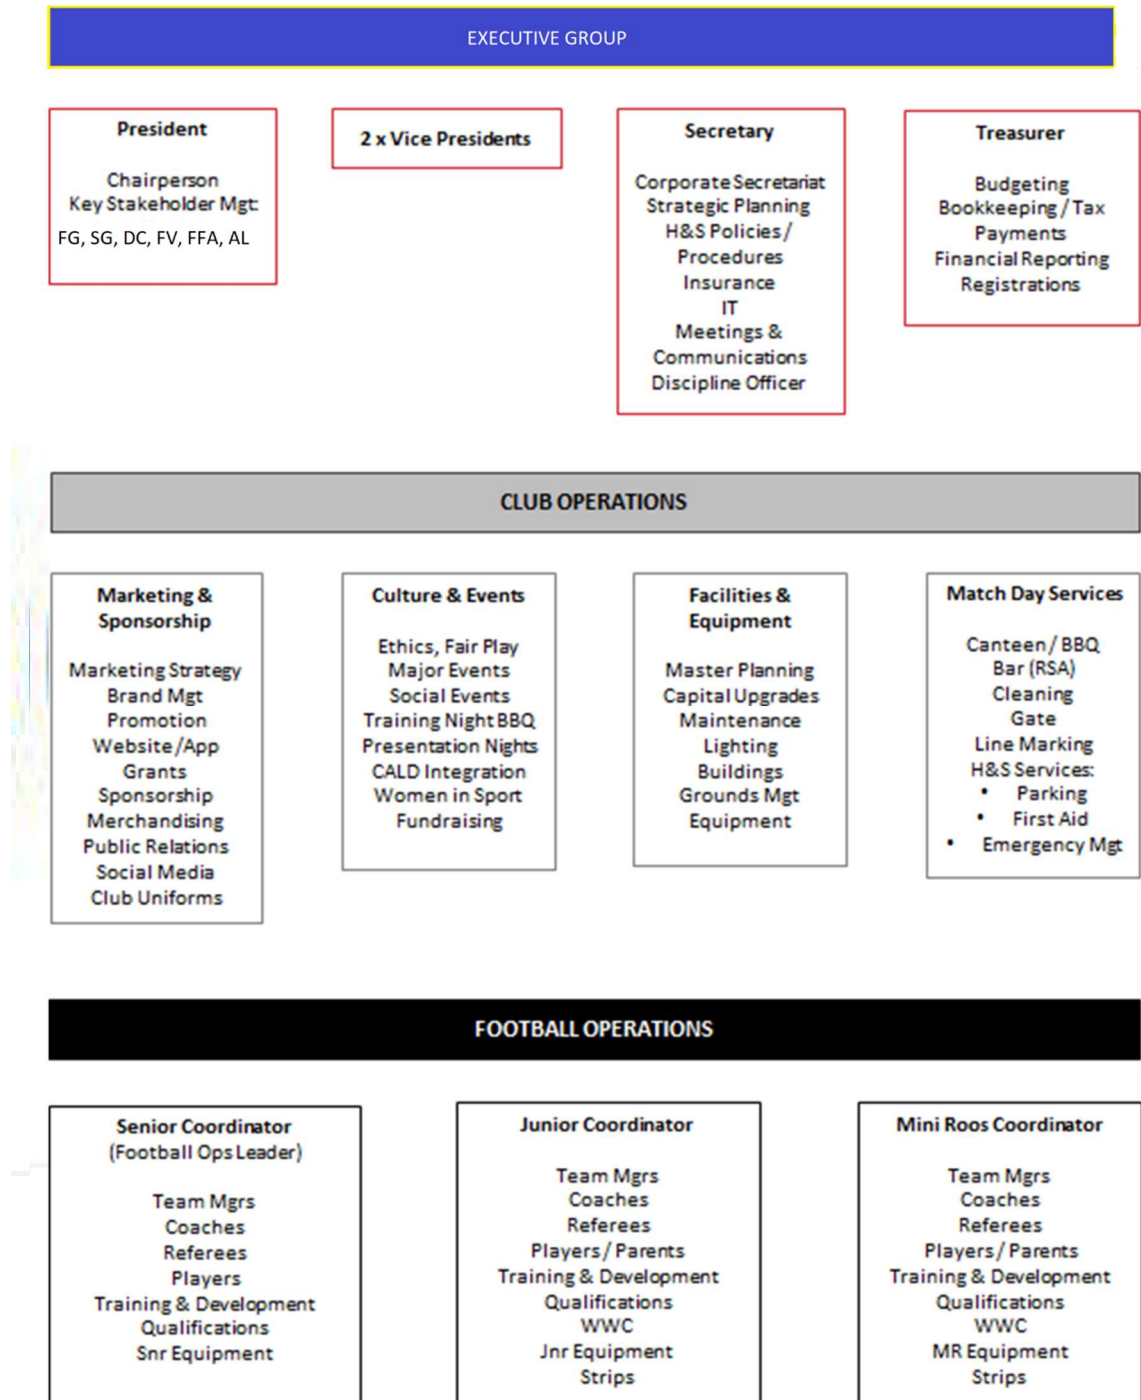 EXECUTIVE GROUP
President
Chairperson
Key Stakeholder Mgt:
FG, SG, DC, FV, FFA, AL
2 x Vice Presidents
Secretary
Corporate Secretariat
Strategic Planning
H&S Policies /
Procedures
Insurance
IT
Meetings &
Communications
Discipline Officer
Treasurer
Budgeting
Bookkeeping / Tax
Payments
Financial Reporting
Registrations
CLUB OPERATIONS
Marketing &
Sponsorship
Marketing Strategy
Brand Mgt
Promotion
Website /App
Grants
Sponsorship
Merchandising
Public Relations
Social Media
Club Uniforms
Culture & Events
Ethics, Fair Play
Major Events
Social Events
Training Night BBQ
Presentation Nights
CALD Integration
Women in Sport
Fundraising
Facilities &
Equipment
Master Planning
Capital Upgrades
Maintenance
Lighting
Buildings
Grounds Mgt
Equipment
Match Day Services
Canteen / BBQ
Bar (RSA)
Cleaning
Gate
Line Marking
H&S Services:
• Parking
• First Aid
• Emergency Mgt
FOOTBALL OPERATIONS
Senior Coordinator
(Football Ops Leader)
Team Mgrs
Coaches
Referees
Players
Training & Development
Qualifications
Snr Equipment
Junior Coordinator
Team Mgrs
Coaches
Referees
Players / Parents
Training & Development
Qualifications
WWC
Jnr Equipment
Strips
Mini Roos Coordinator
Team Mgrs
Coaches
Referees
Players / Parents
Training & Development
Qualifications
WWC
MR Equipment
Strips